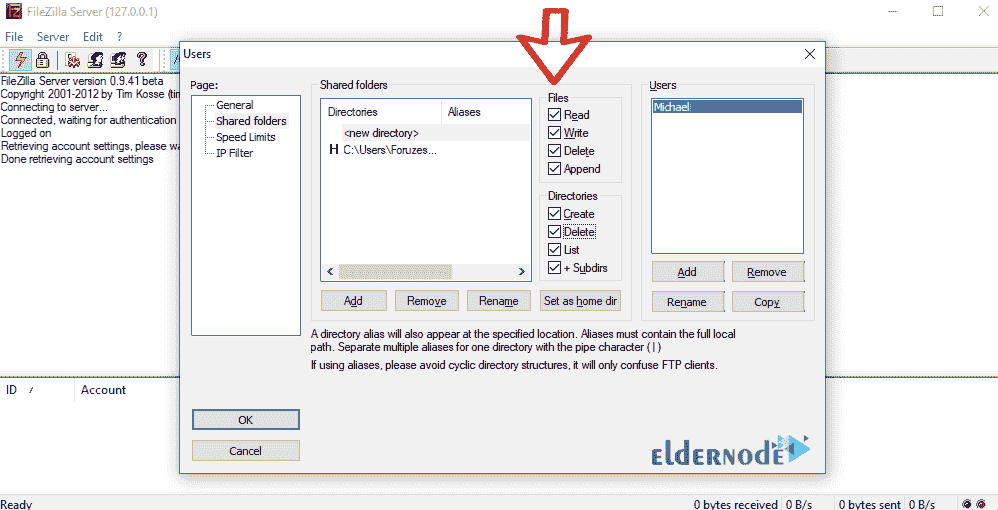 FileZilla Server (127.0.0.1)
File Server Edit ?
FileZilla Server version 0.9.41 beta
Copyright 2001-2012 by Tim Kosse (tim
Connecting to server...
Connected, waiting for authentication
Logged on
Retrieving account settings, please wa
Done retrieving account settings
Users
Page:
General
Shared folders
Speed Limits
IP Filter
Shared folders
Directories Aliases
<new directory>
H C:\Users\Foruzes...
Files
Read
Write
Delete
Append
Directories
Create
Delete
List
+ Subdirs
Add Remove Rename Set as home dir
Users
Michael
Add Remove
Rename Copy
A directory alias will also appear at the specified location. Aliases must contain the full local
path. Separate multiple aliases for one directory with the pipe character (|)
If using aliases, please avoid cyclic directory structures, it will only confuse FTP clients.
OK
Cancel
eldernode
ID / Account
Ready 0 bytes received 0 B/s 0 bytes sent 0 B/s